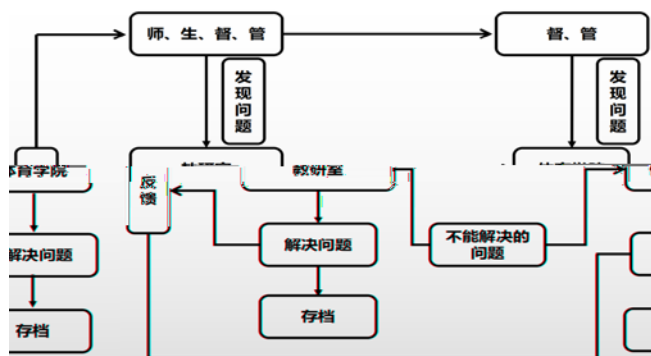 师、生、督、管
督、管
发现问题
发现问题
教研室
体育学院
反馈
解决问题
解决问题
不能解决的
问题
存档
存档